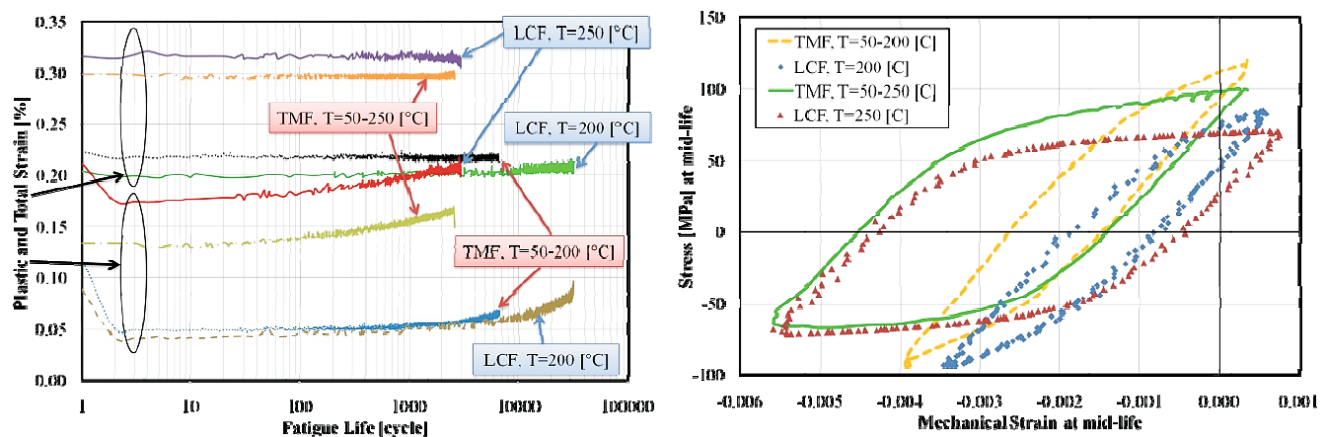 0.35
0.30
0.25
0.20
0.15
0.10
0.05
0.00
Plastic and Total Strain [%]
1
10
100
1000
10000
100000
Fatigue Life [cycle]
LCF, T=250 [°C]
TMF, T=50-250 [°C]
LCF, T=200 [°C]
TMF, T=50-200 [°C]
LCF, T=200 [°C]
150
100
50
0
-50
-100
Stress [MPa] at mid-life
TMF, T=50-200 [C]
LCF, T=200 [C]
TMF, T=50-250 [C]
LCF, T=250 [C]
-0.006
-0.005
-0.004
-0.003
-0.002
-0.001
0.000
0.001
Mechanical Strain at mid-life